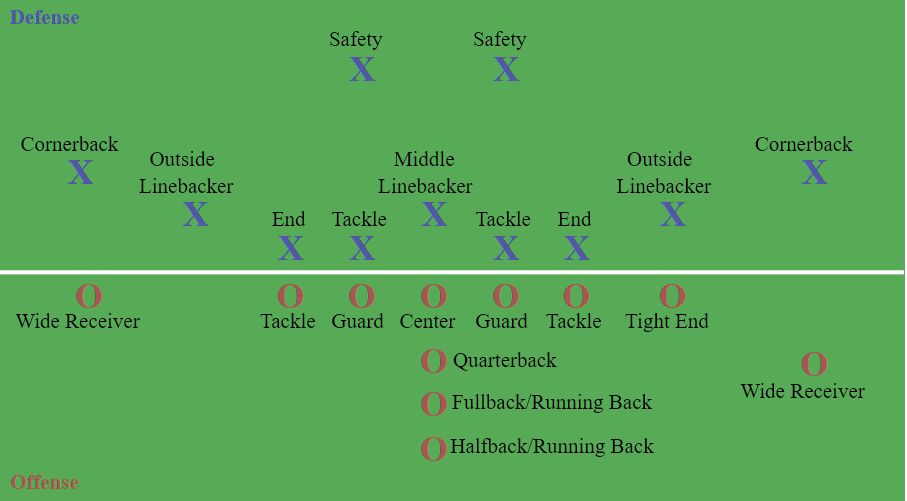 Defense
Safety Safety
X X
Cornerback Cornerback
Outside Middle Outside
Linebacker Linebacker Linebacker
X X
X X X
End Tackle Tackle End
X X X X
O O O O O O O
Wide Receiver Tackle Guard Center Guard Tackle Tight End
O Quarterback O
Wide Receiver
O Fullback/Running Back
O Halfback/Running Back
Offense